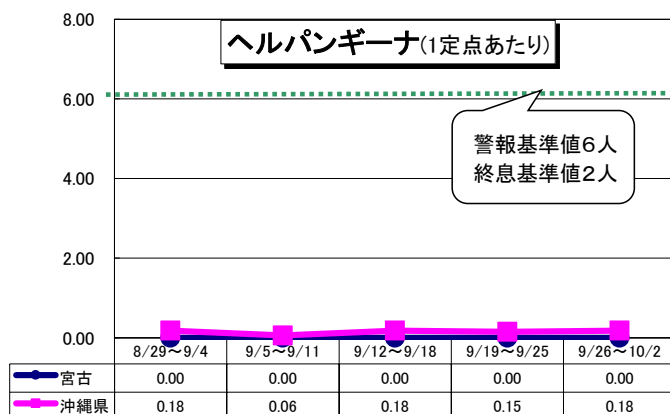 ヘルパンギーナ(1定点あたり)
8.00
6.00
4.00
2.00
0.00
警報基準値6人
終息基準値2人
8/29～9/4 9/5～9/11 9/12～9/18 9/19～9/25 9/26～10/2
宮古 0.00 0.00 0.00 0.00 0.00
沖縄県 0.18 0.06 0.18 0.15 0.18